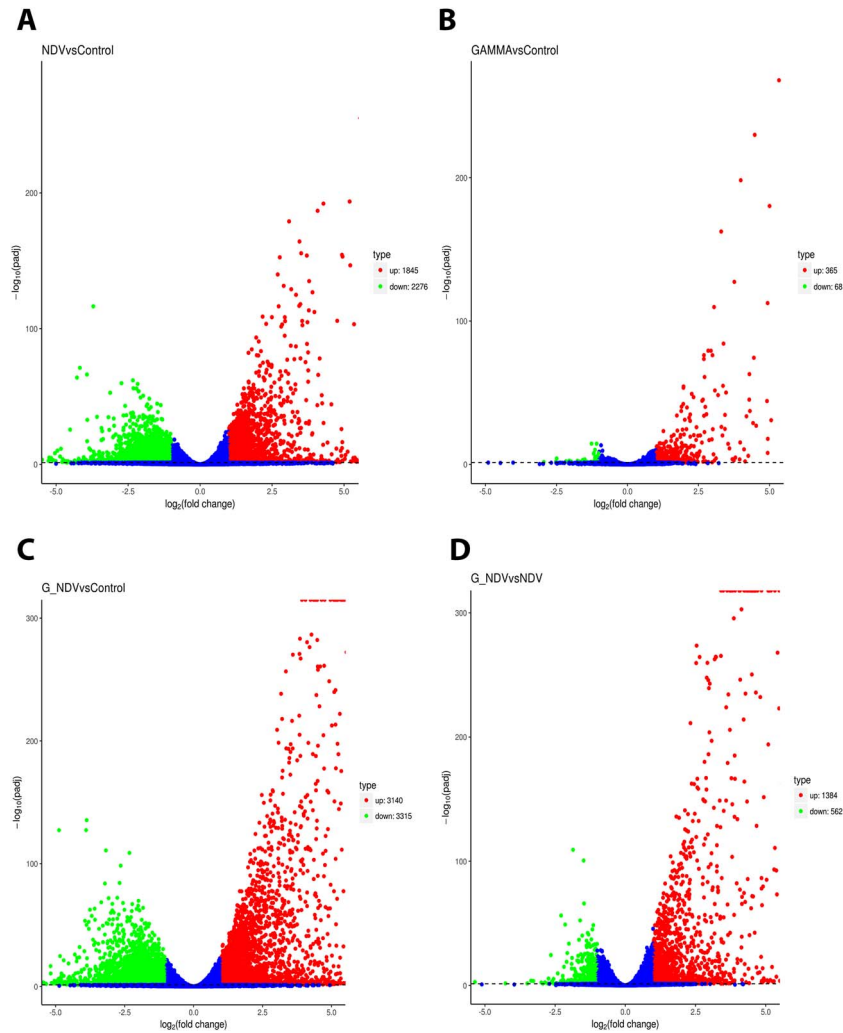 A
NDVvsControl
−log10(padj)
200
100
0
-5.0 -2.5 0.0 2.5 5.0
log2(fold change)
type
up: 1845
down: 2276
B
GAMMAvsControl
−log10(padj)
200
100
0
-5.0 -2.5 0.0 2.5 5.0
log2(fold change)
type
up: 365
down: 68
C
G_NDVvsControl
−log10(padj)
300
200
100
0
-5.0 -2.5 0.0 2.5 5.0
log2(fold change)
type
up: 3140
down: 3315
D
G_NDVvsNDV
−log10(padj)
300
200
100
0
-5.0 -2.5 0.0 2.5 5.0
log2(fold change)
type
up: 1384
down: 562